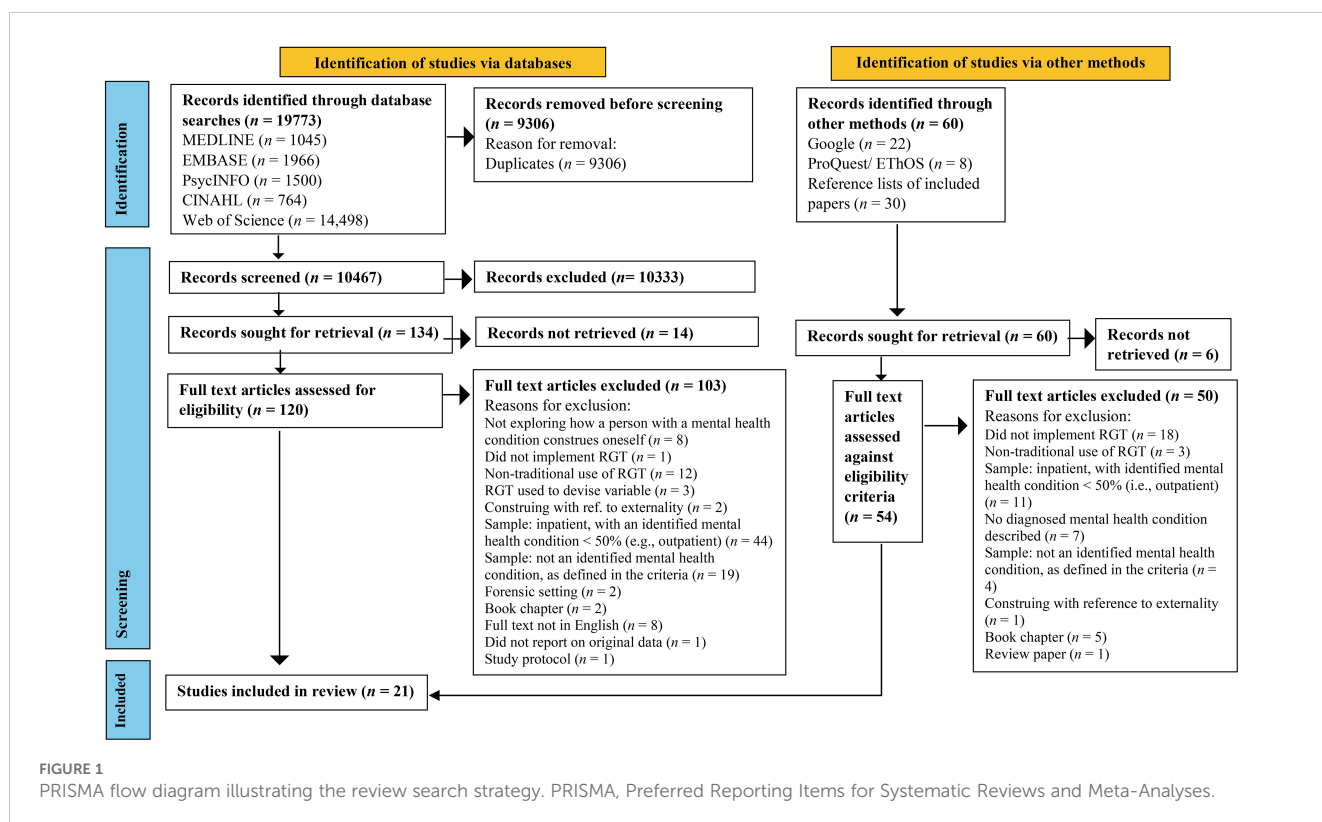 Identification of studies via databases
Identification of studies via other methods
Identification
Records identified through database
searches (n = 19773)
MEDLINE (n = 1045)
EMBASE (n = 1966)
PsycINFO (n = 1500)
CINAHL (n = 764)
Web of Science (n = 14,498)
Records removed before screening
(n = 9306)
Reason for removal:
Duplicates (n = 9306)
Records identified through
other methods (n = 60)
Google (n = 22)
ProQuest/ EThOS (n = 8)
Reference lists of included
papers (n = 30)
Screening
Records screened (n = 10467)
Records excluded (n= 10333)
Records sought for retrieval (n = 134)
Records not retrieved (n = 14)
Records sought for retrieval (n = 60)
Records not
retrieved (n = 6)
Full text articles assessed for
eligibility (n = 120)
Full text articles excluded (n = 103)
Reasons for exclusion:
Not exploring how a person with a mental health
condition construes oneself (n = 8)
Did not implement RGT (n = 1)
Non-traditional use of RGT (n = 12)
RGT used to devise variable (n = 3)
Construing with ref. to externality (n = 2)
Sample: inpatient, with an identified mental
health condition < 50% (e.g., outpatient) (n = 44)
Sample: not an identified mental health
condition, as defined in the criteria (n = 19)
Forensic setting (n = 2)
Book chapter (n = 2)
Full text not in English (n = 8)
Did not report on original data (n = 1)
Study protocol (n = 1)
Full text
articles
assessed
against
eligibility
criteria
(n = 54)
Full text articles excluded (n = 50)
Reasons for exclusion:
Did not implement RGT (n = 18)
Non-traditional use of RGT (n = 3)
Sample: inpatient, with identified mental
health condition < 50% (i.e., outpatient)
(n = 11)
No diagnosed mental health condition
described (n = 7)
Sample: not an identified mental health
condition, as defined in the criteria (n =
4)
Construing with reference to externality
(n = 1)
Book chapter (n = 5)
Review paper (n = 1)
Included
Studies included in review (n = 21)
FIGURE 1
PRISMA flow diagram illustrating the review search strategy. PRISMA, Preferred Reporting Items for Systematic Reviews and Meta-Analyses.